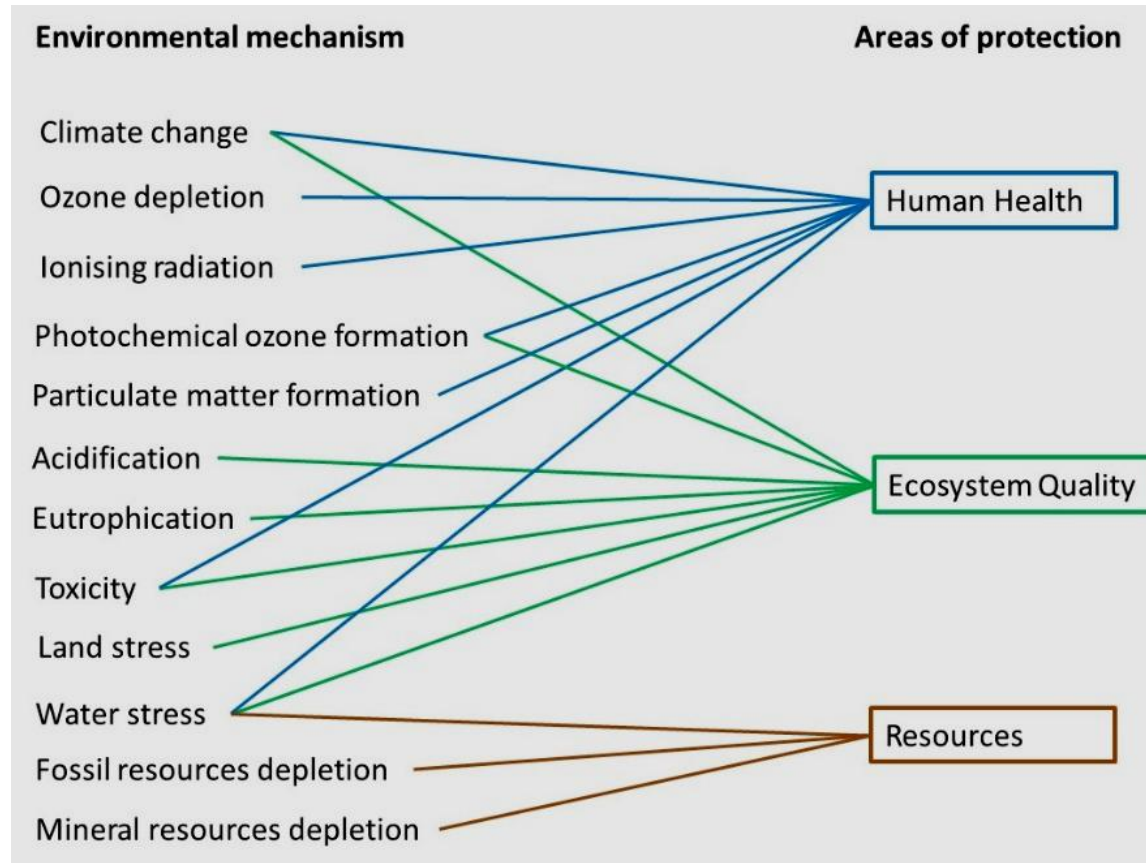 Environmental mechanism
Areas of protection
Climate change
Ozone depletion
Human Health
Ionising radiation
Photochemical ozone formation
Particulate matter formation
Acidification
Ecosystem Quality
Eutrophication
Toxicity
Land stress
Water stress
Resources
Fossil resources depletion
Mineral resources depletion